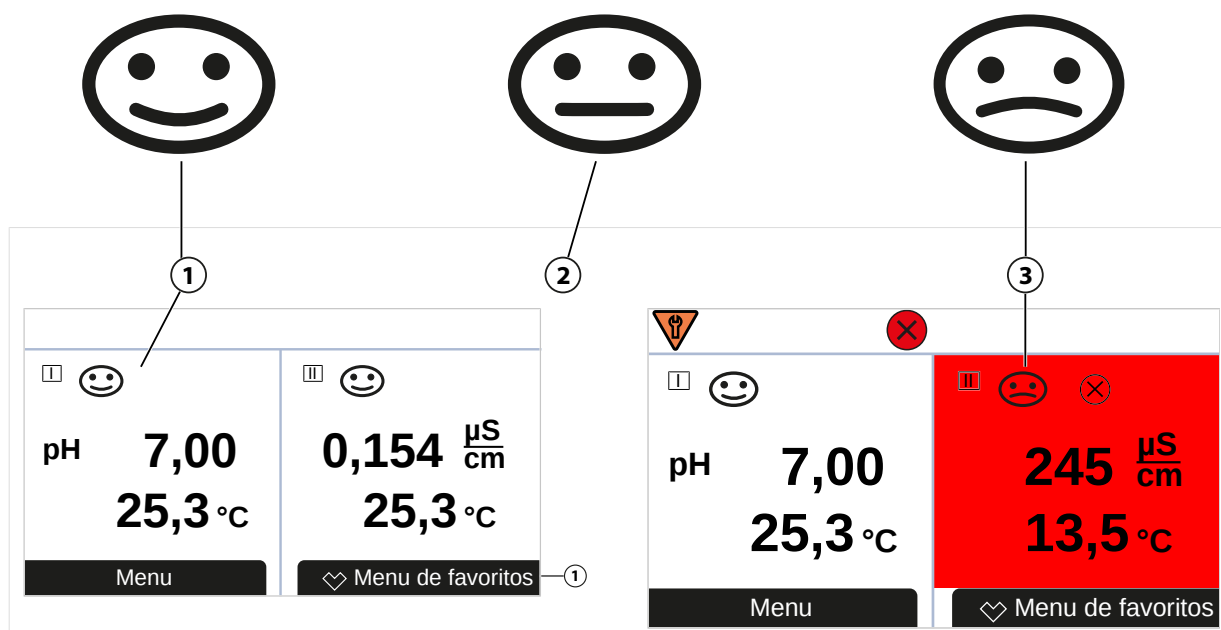 1
2
3
I
II
pH 7,00
0,154 µS/cm
25,3 °C
25,3 °C
Menu
Menu de favoritos
1
I
II
pH 7,00
245 µS/cm
25,3 °C
13,5 °C
Menu
Menu de favoritos